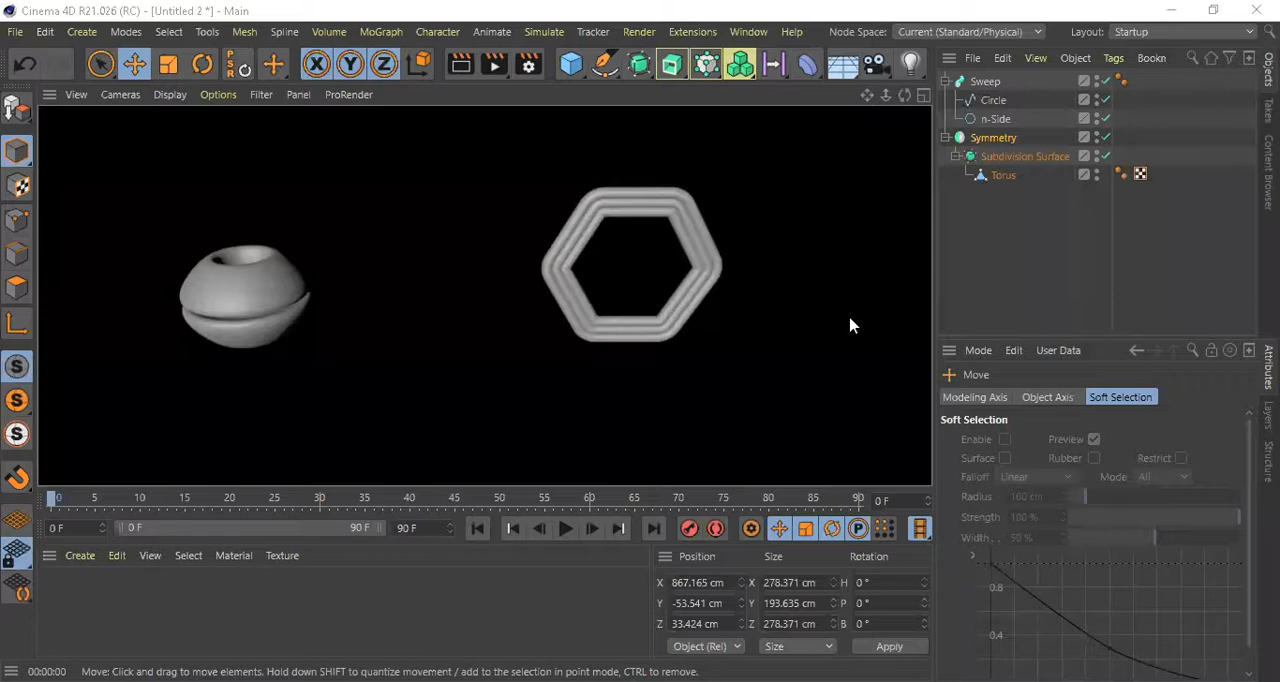 Cinema 4D R21.026 (RC) - [Untitled 2 *] - Main
File Edit Create Modes Select Tools Mesh Spline Volume MoGraph Character Animate Simulate Tracker Render Extensions Window Help Node Space: Current (Standard/Physical) Layout: Startup
P S R X Y Z
File Edit View Object Tags Bookn
View Cameras Display Options Filter Panel ProRender
Sweep
Circle
n-Side
Symmetry
Subdivision Surface
Torus
Objects
Takes
Content Browser
Mode Edit User Data
Move
Modeling Axis Object Axis Soft Selection
Soft Selection
Enable Preview
Surface Rubber Restrict
Falloff Linear Mode All
Radius 100 cm
Strength 100 %
Width . . 50 %
0.8
0.4
Attributes
Layers
Structure
S
S
S
0 5 10 15 20 25 30 35 40 45 50 55 60 65 70 75 80 85 90 0 F
0 F 0 F 90 F 90 F P
Create Edit View Select Material Texture
Position Size Rotation
X 867.165 cm X 278.371 cm H 0 °
Y -53.541 cm Y 193.635 cm P 0 °
Z 33.424 cm Z 278.371 cm B 0 °
Object (Rel) Size Apply
00:00:00 Move: Click and drag to move elements. Hold down SHIFT to quantize movement / add to the selection in point mode, CTRL to remove.